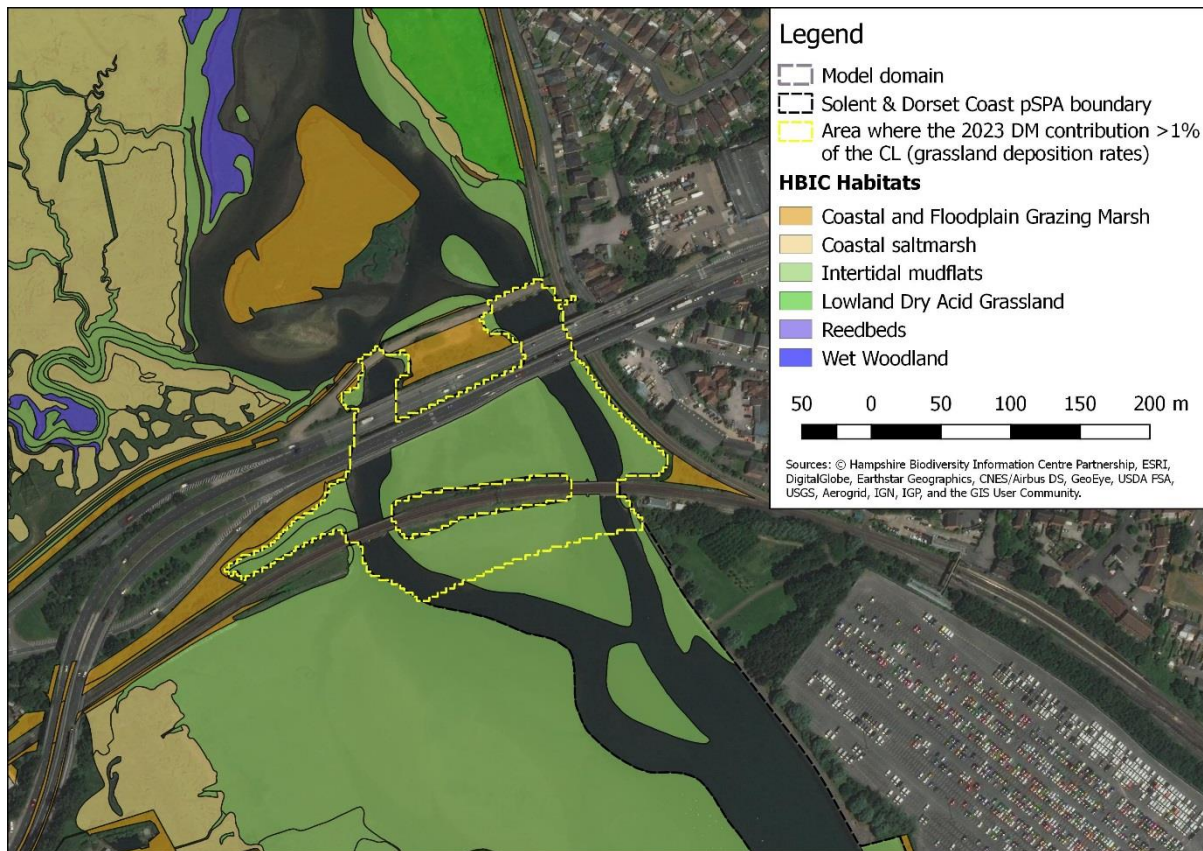 Legend
Model domain
Solent & Dorset Coast pSPA boundary
Area where the 2023 DM contribution >1%
of the CL (grassland deposition rates)
HBIC Habitats
Coastal and Floodplain Grazing Marsh
Coastal saltmarsh
Intertidal mudflats
Lowland Dry Acid Grassland
Reedbeds
Wet Woodland
50 0 50 100 150 200 m
Sources: © Hampshire Biodiversity Information Centre Partnership, ESRI,
DigitalGlobe, Earthstar Geographics, CNES/Airbus DS, GeoEye, USDA FSA,
USGS, Aerogrid, IGN, IGP, and the GIS User Community.